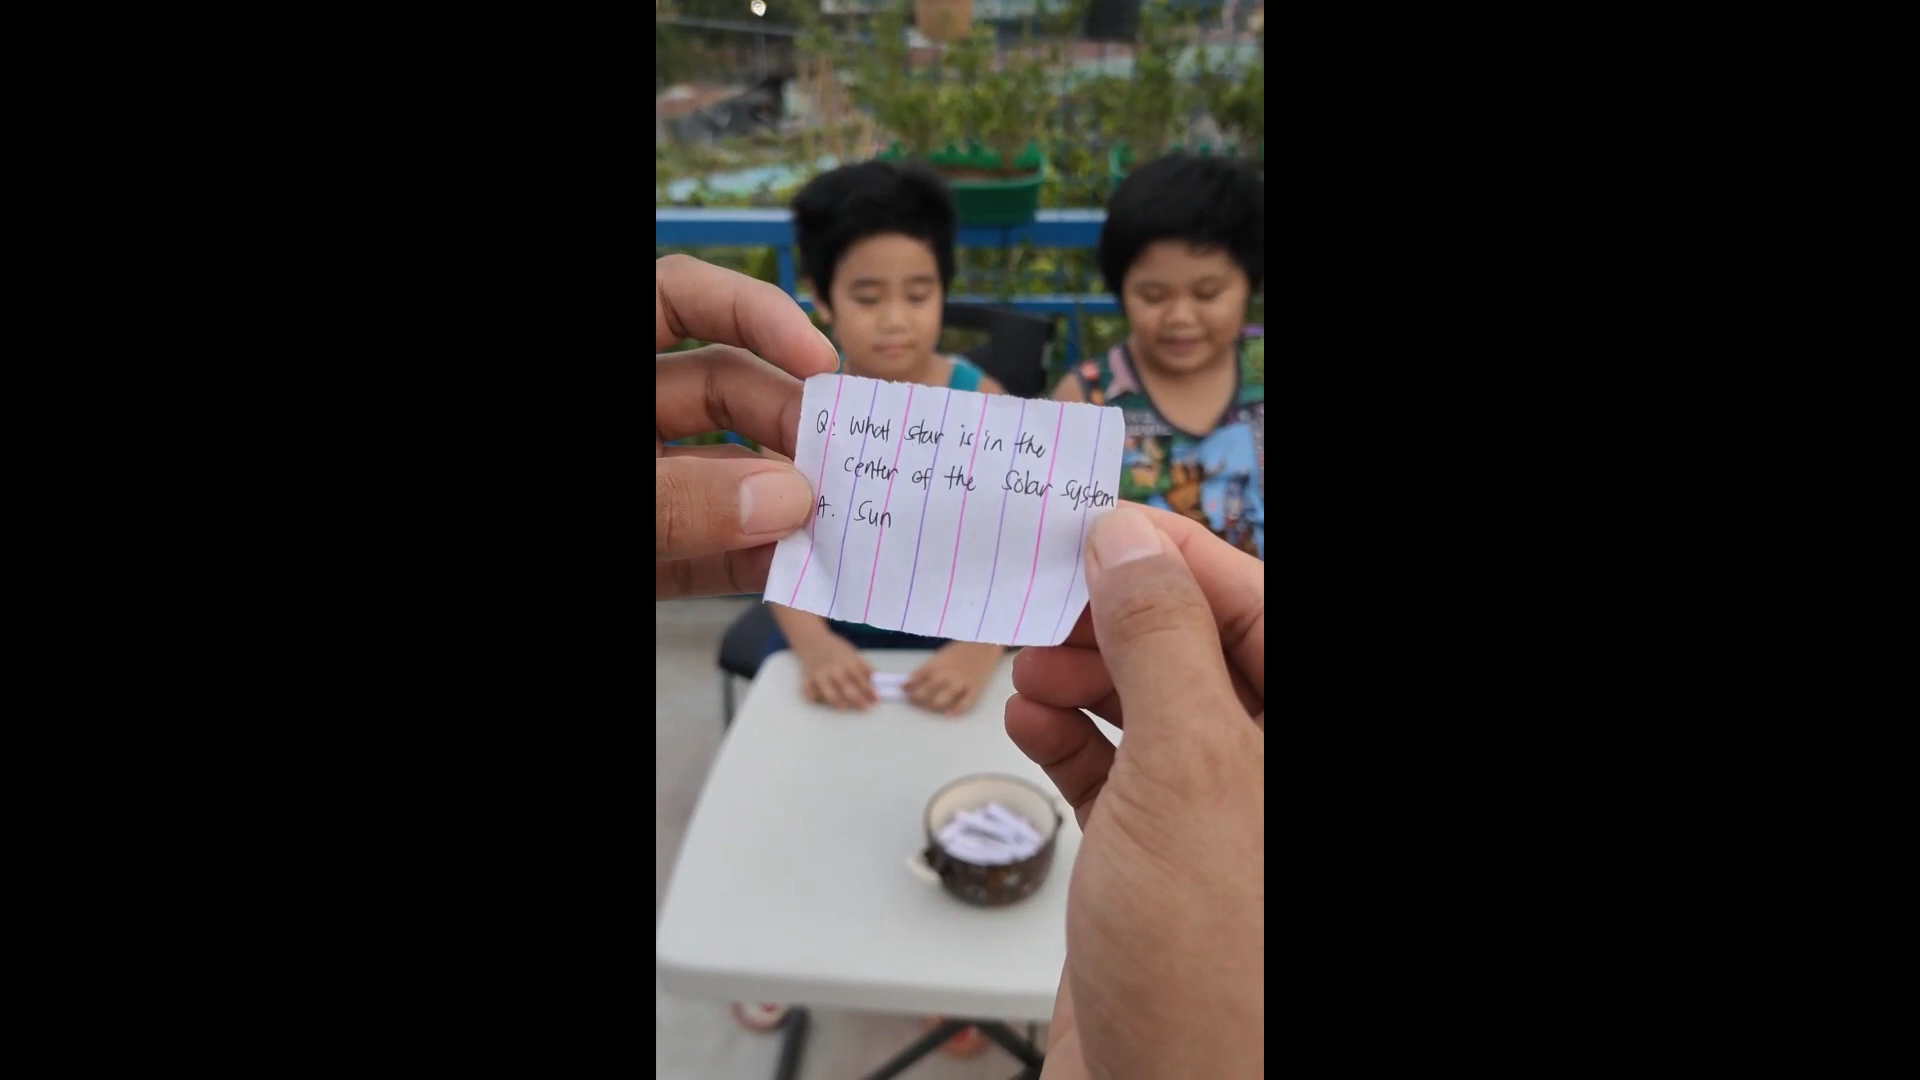 Q: What star is in the
center of the Solar System
A. Sun